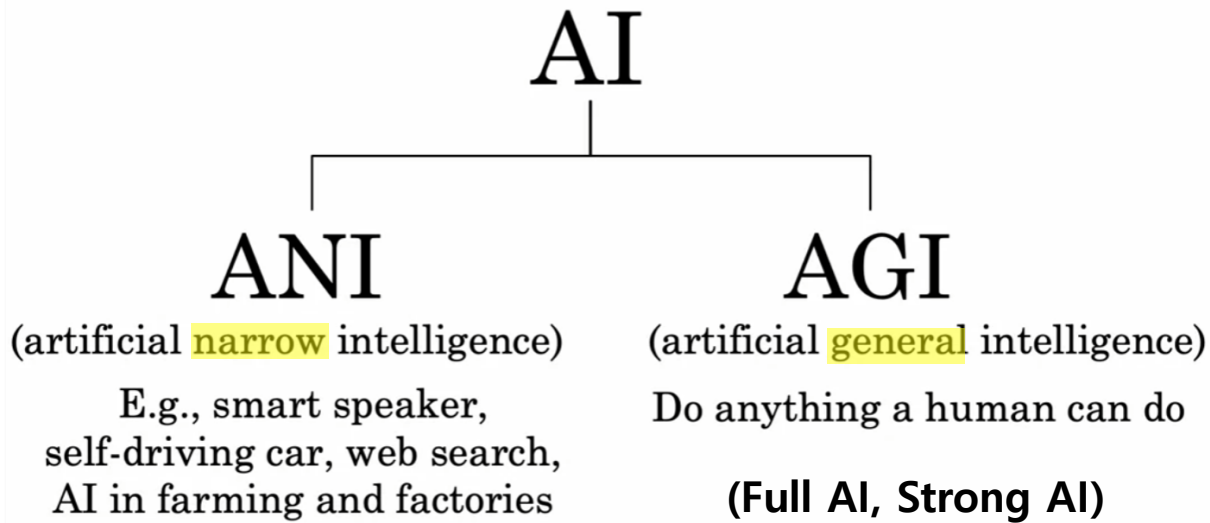 AI
ANI
(artificial narrow intelligence)
E.g., smart speaker,
self-driving car, web search,
AI in farming and factories
AGI
(artificial general intelligence)
Do anything a human can do
(Full AI, Strong AI)